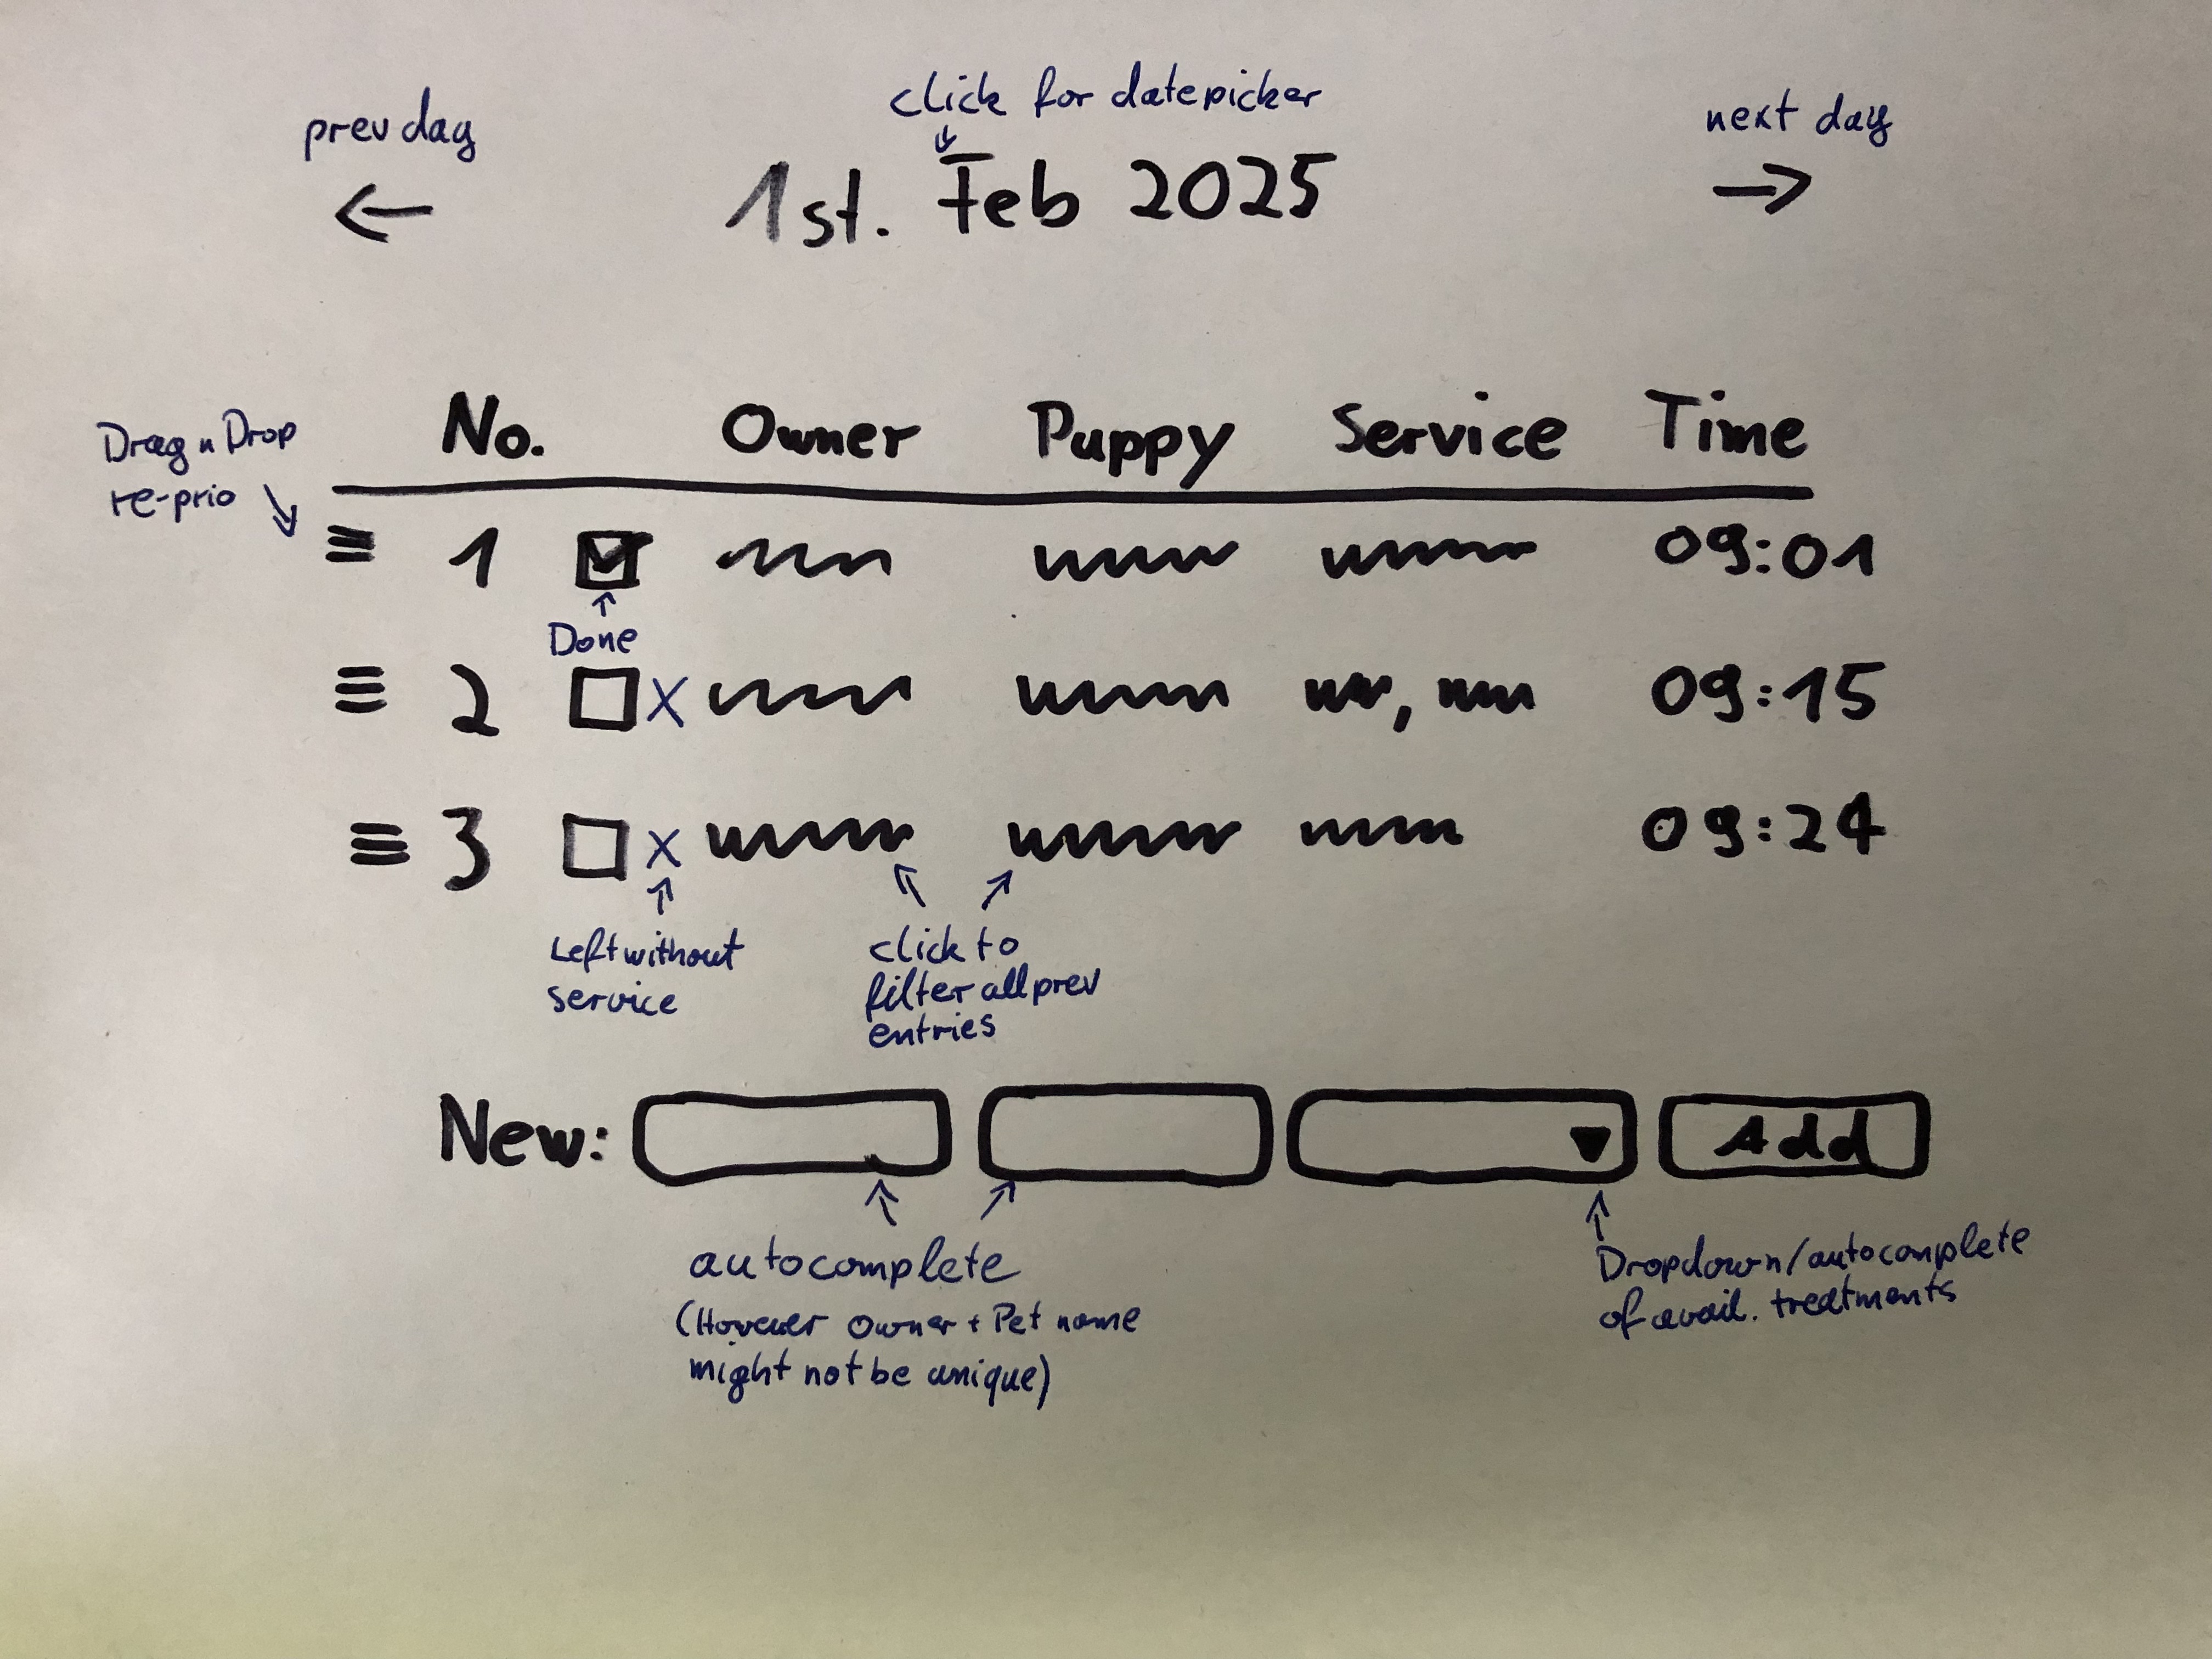 click for datepicker
prev day
next day
1st. Feb 2025
Drag n Drop
re-prio
No. Owner Puppy Service Time
1 09:01
Done
2 x , 09:15
3 x 09:24
Left without
service
click to
filter all prev
entries
New: Add
autocomplete
(However Owner + Pet name
might not be unique)
Dropdown/autocomplete
of avail. treatments